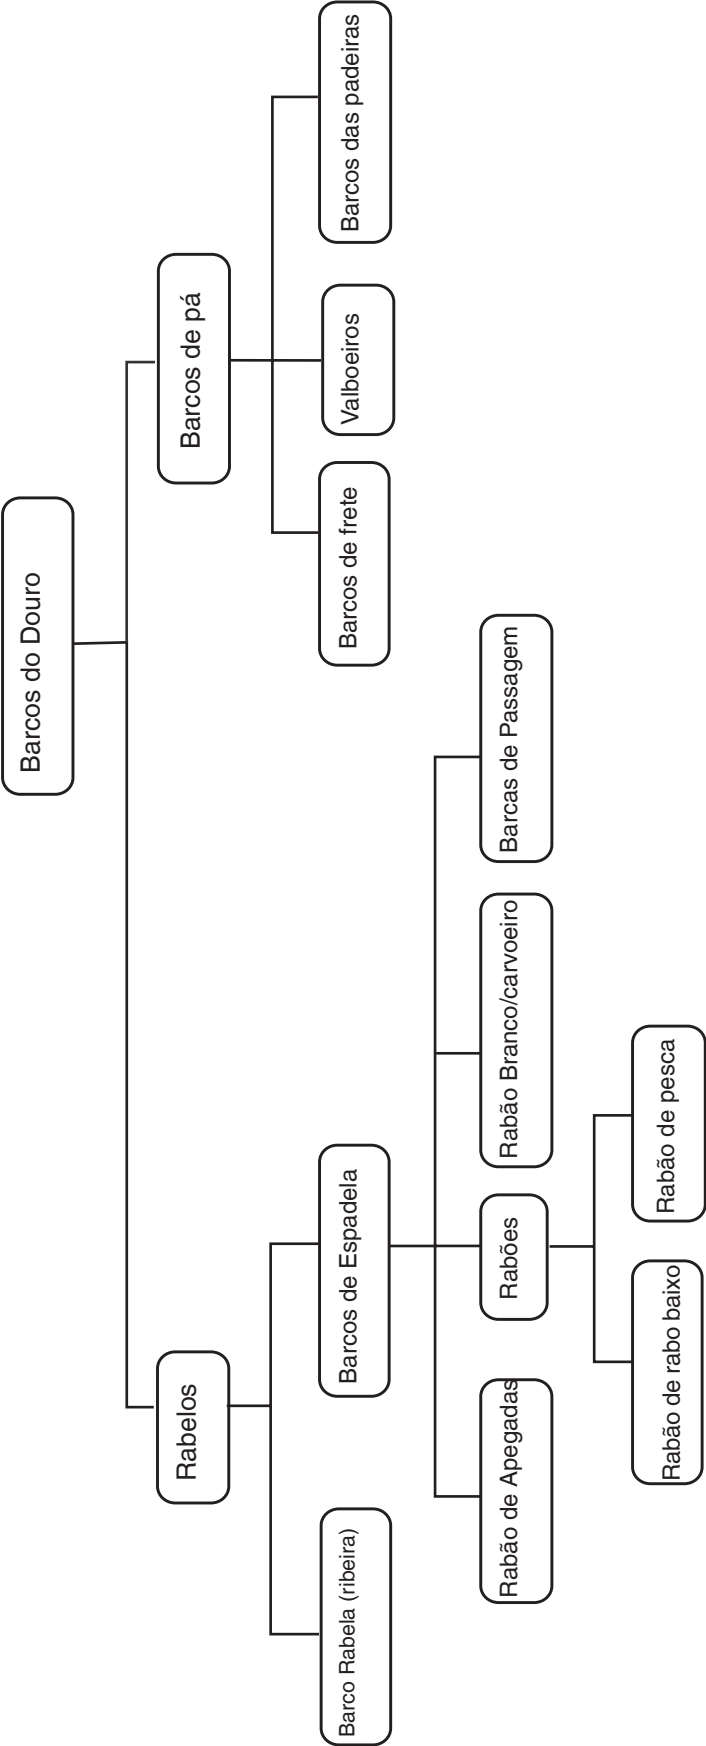 Barcos do Douro
Rabelos
Barcos de pá
Barco Rabela (ribeira)
Barcos de Espadela
Barcos de frete
Valboeiros
Barcos das padeiras
Rabão de Apegadas
Rabões
Rabão Branco/carvoeiro
Barcas de Passagem
Rabão de rabo baixo
Rabão de pesca